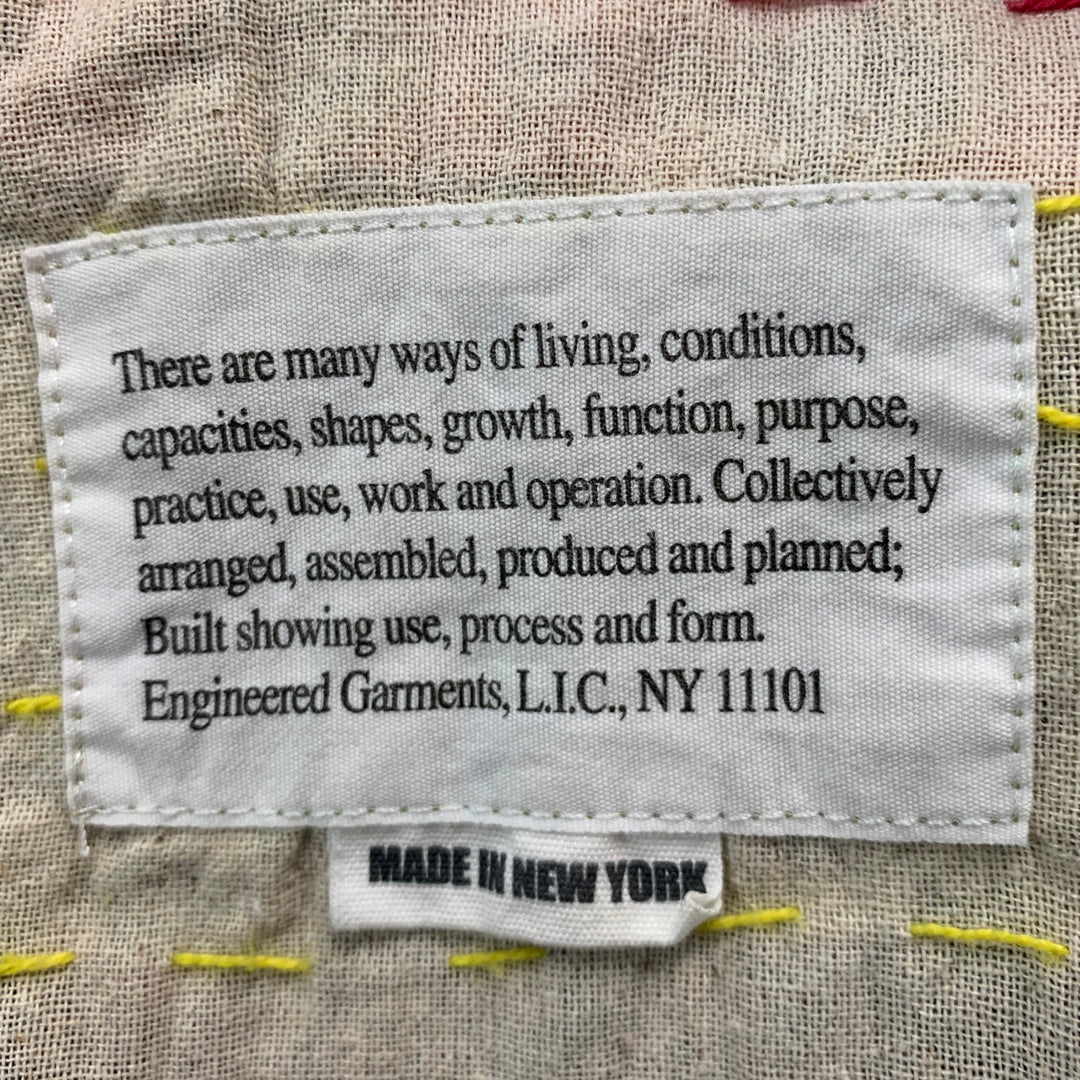 There are many ways of living, conditions,
capacities, shapes, growth, function, purpose,
practice, use, work and operation. Collectively
arranged, assembled, produced and planned;
Built showing use, process and form.
Engineered Garments, L.I.C., NY 11101
MADE IN NEW YORK